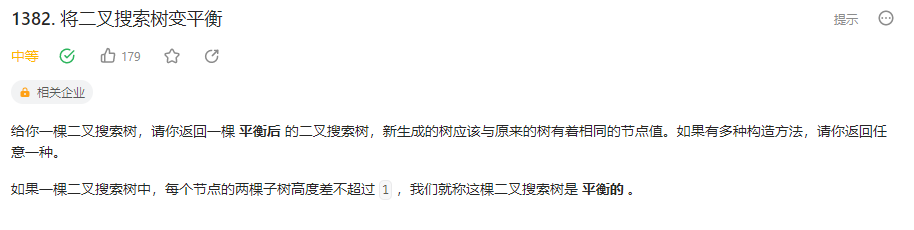 1382. 将二叉搜索树变平衡
提示
中等
179
相关企业
给你一棵二叉搜索树，请你返回一棵 平衡后 的二叉搜索树，新生成的树应该与原来的树有着相同的节点值。如果有多种构造方法，请你返回任
意一种。
如果一棵二叉搜索树中，每个节点的两棵子树高度差不超过 1 ，我们就称这棵二叉搜索树是 平衡的 。